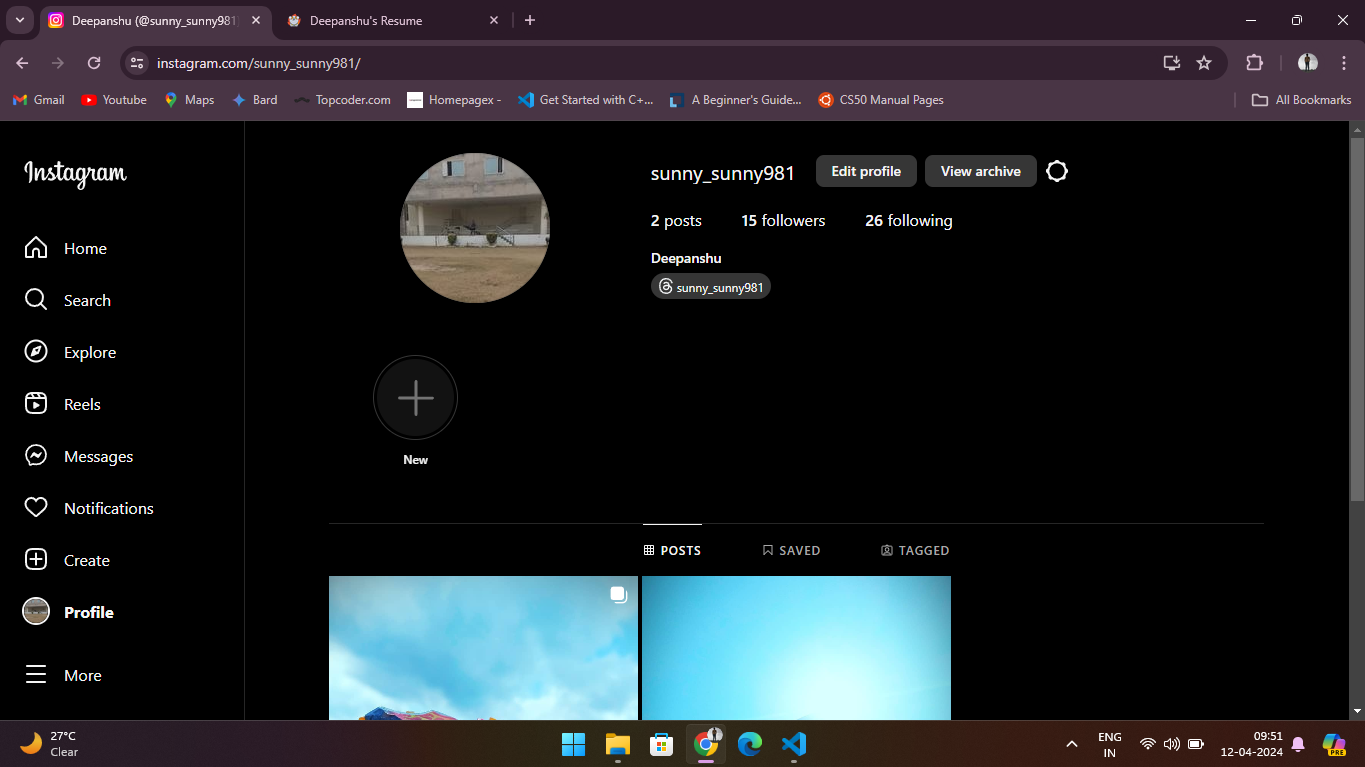 Deepanshu (@sunny_sunny981)
Deepanshu's Resume
instagram.com/sunny_sunny981/
Gmail
Youtube
Maps
Bard
Topcoder.com
Homepagex -
Get Started with C+...
A Beginner's Guide...
CS50 Manual Pages
All Bookmarks
Instagram
Home
Search
Explore
Reels
Messages
Notifications
Create
Profile
More
sunny_sunny981
Edit profile
View archive
2 posts
15 followers
26 following
Deepanshu
sunny_sunny981
New
POSTS
SAVED
TAGGED
27°C
Clear
ENG
IN
09:51
12-04-2024
PRE